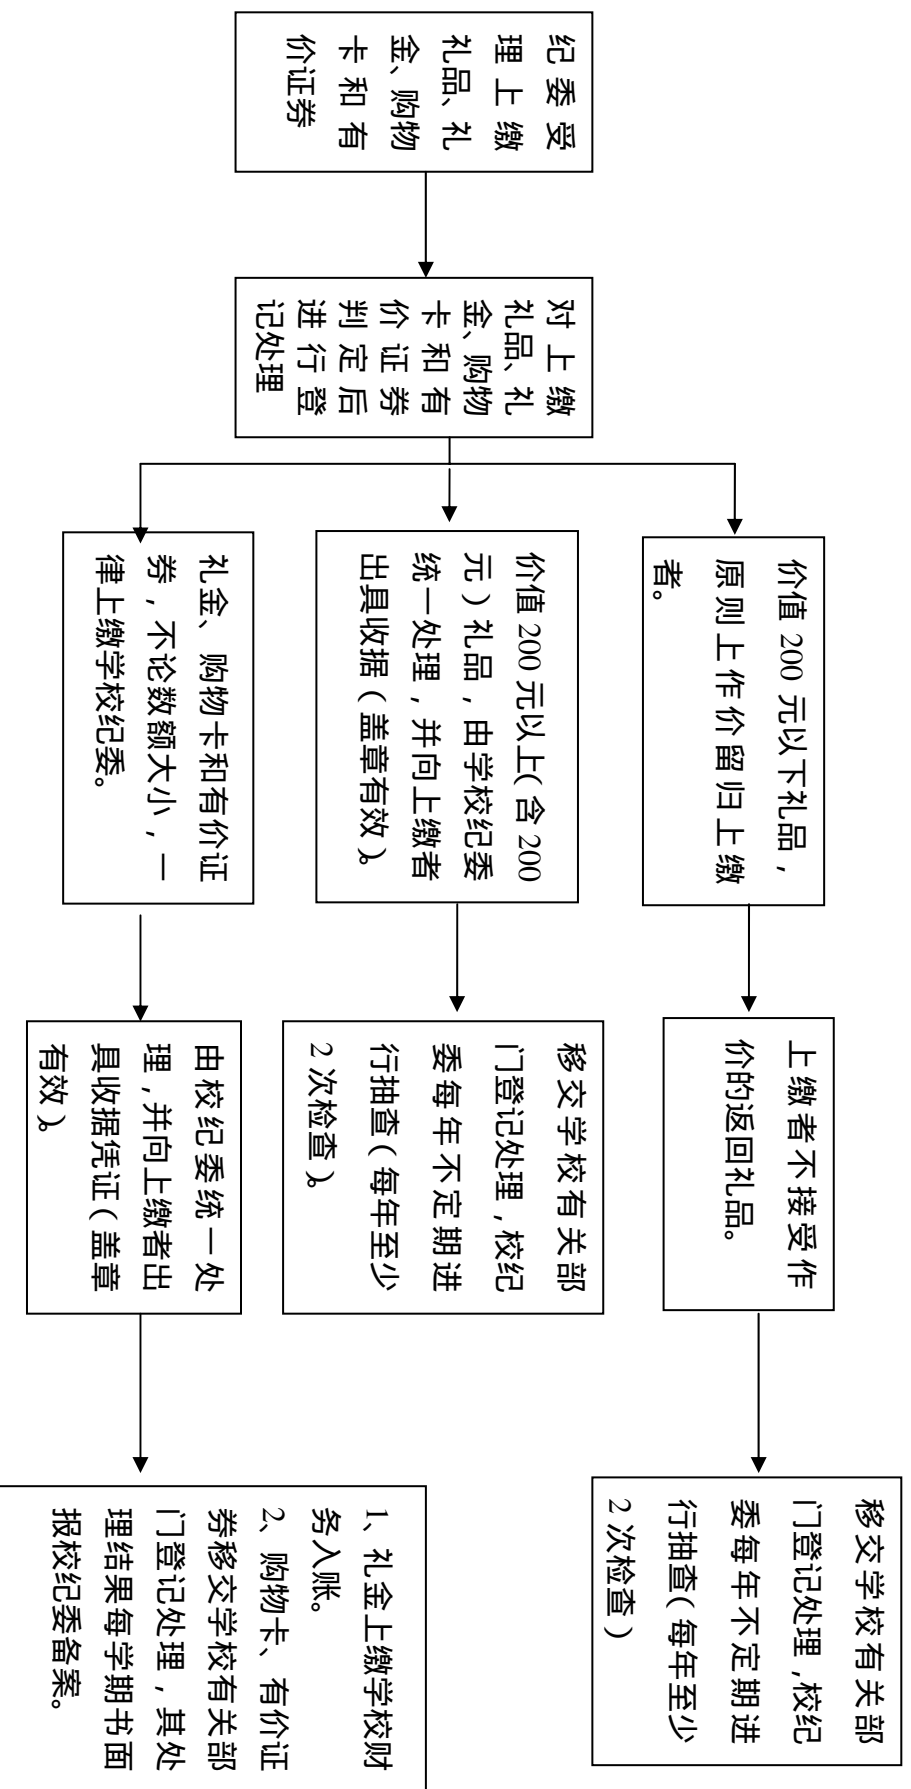 纪委受
理上缴
礼品、礼
金、购物
卡和有
价证券
对上缴
礼品、礼
金、购物
卡和有
价证券
判定后
进行登
记处理
价值 200 元以下礼品，
原则上作价留归上缴
者。
价值 200 元以上(含 200
元）礼品，由学校纪委
统一处理，并向上缴者
出具收据（盖章有效）。
礼金、购物卡和有价证
券，不论数额大小，一
律上缴学校纪委。
上缴者不接受作
价的返回礼品。
移交学校有关部
门登记处理，校纪
委每年不定期进
行抽查（每年至少
2 次检查）。
由校纪委统一处
理，并向上缴者出
具收据凭证（盖章
有效）。
移交学校有关部
门登记处理，校纪
委每年不定期进
行抽查（每年至少
2 次检查）
1、礼金上缴学校财
务入账。
2、购物卡、有价证
券移交学校有关部
门登记处理，其处
理结果每学期书面
报校纪委备案。